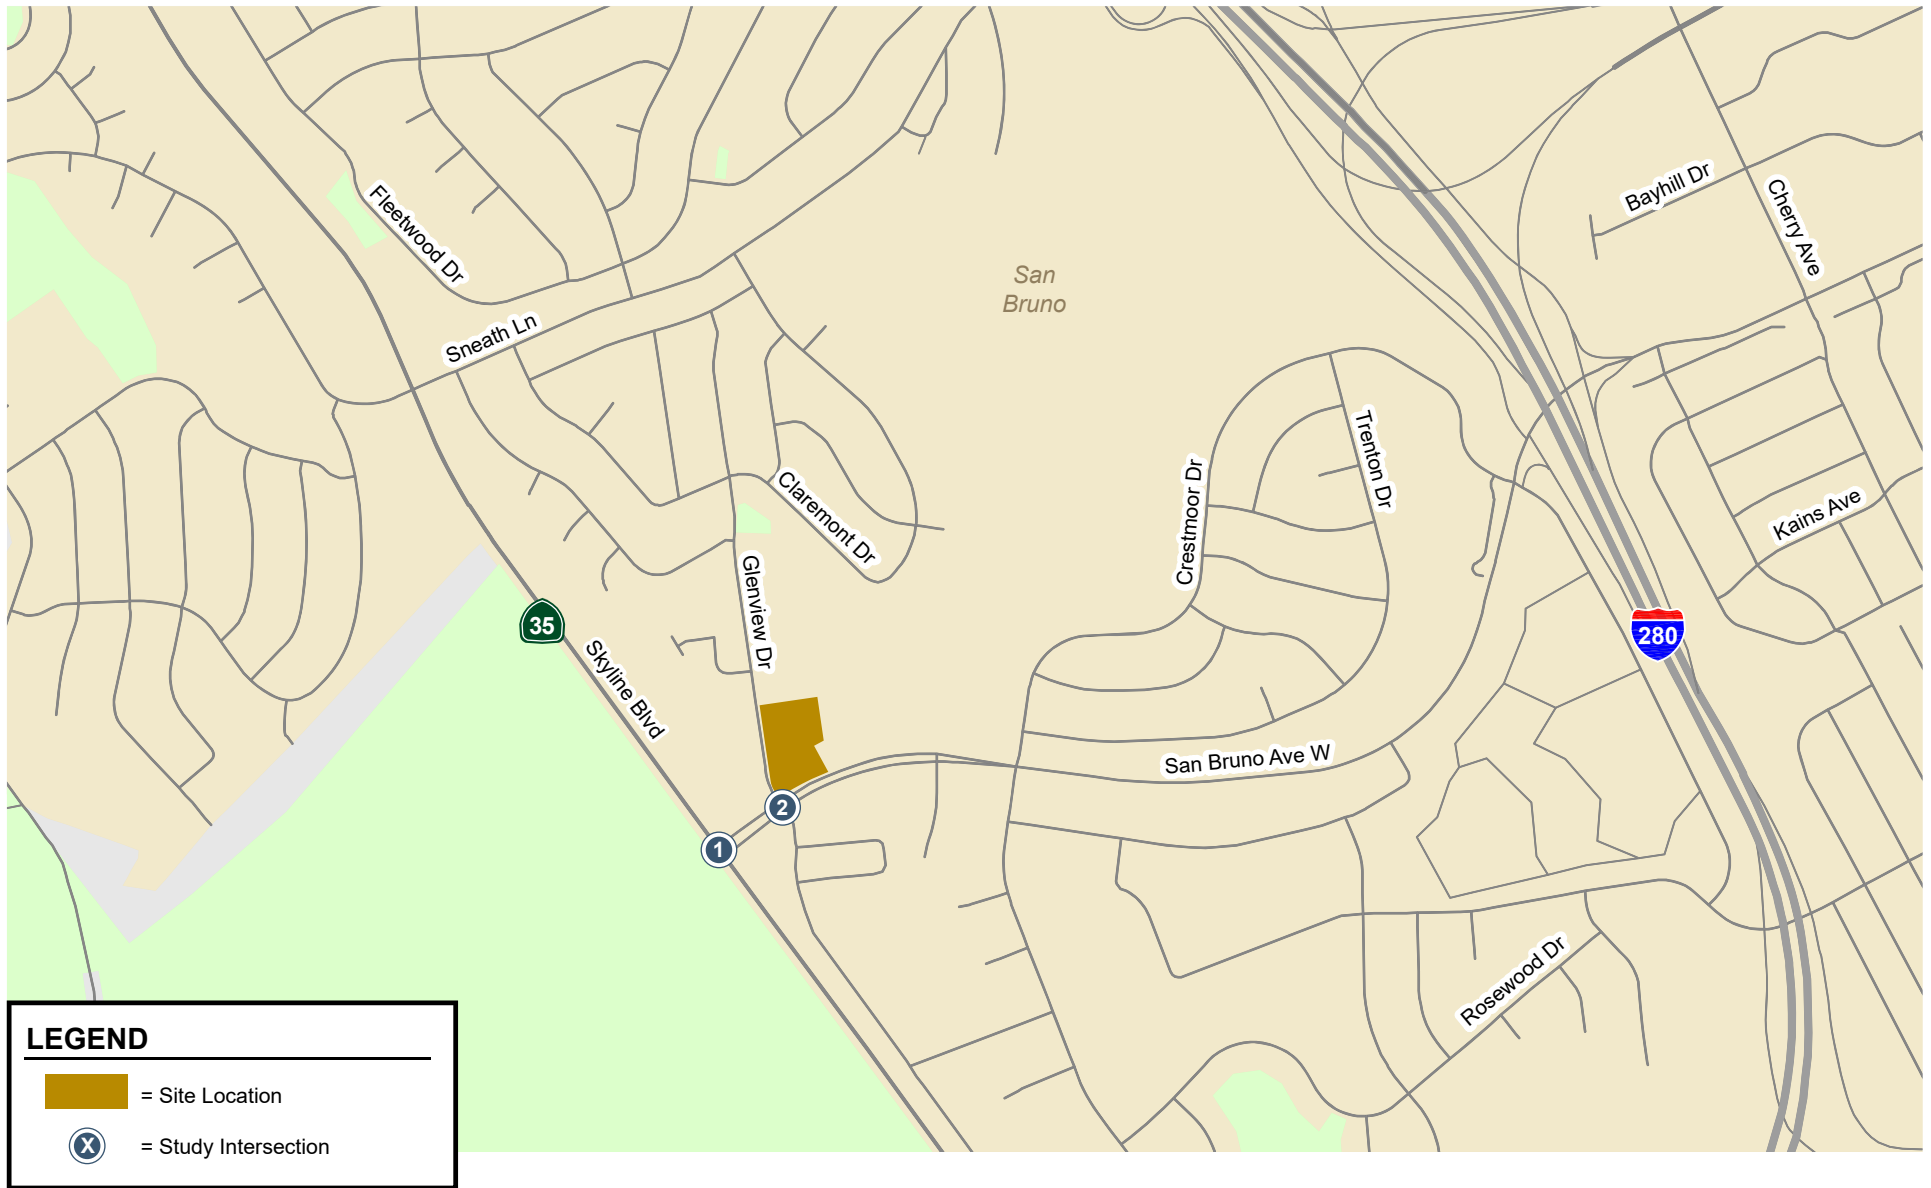 Bayhill Dr
Cherry Ave
Fleetwood Dr
San
Bruno
Sneath Ln
Trenton Dr
Crestmoor Dr
Claremont Dr
Kains Ave
Glenview Dr
35
280
Skyline Blvd
San Bruno Ave W
2
1
Rosewood Dr
LEGEND
= Site Location
X = Study Intersection